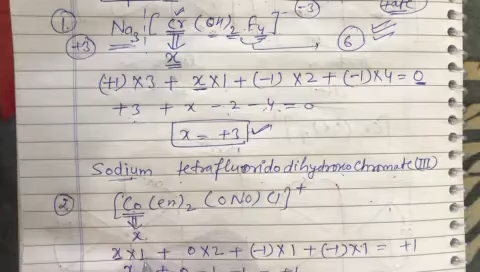 -3
① Na₃⁺¹[Cr(OH)₂F₄]⁻
+3 6
x
(+1)×3 + x×1 + (-1)×2 + (-1)×4 = 0
+3 + x - 2 - 4 = 0
x = +3
Sodium tetrafluoridodihydroxochromate(III)
② [Co(en)₂(ONO)Cl]⁺
x
x×1 + 0×2 + (-1)×1 + (-1)×1 = +1